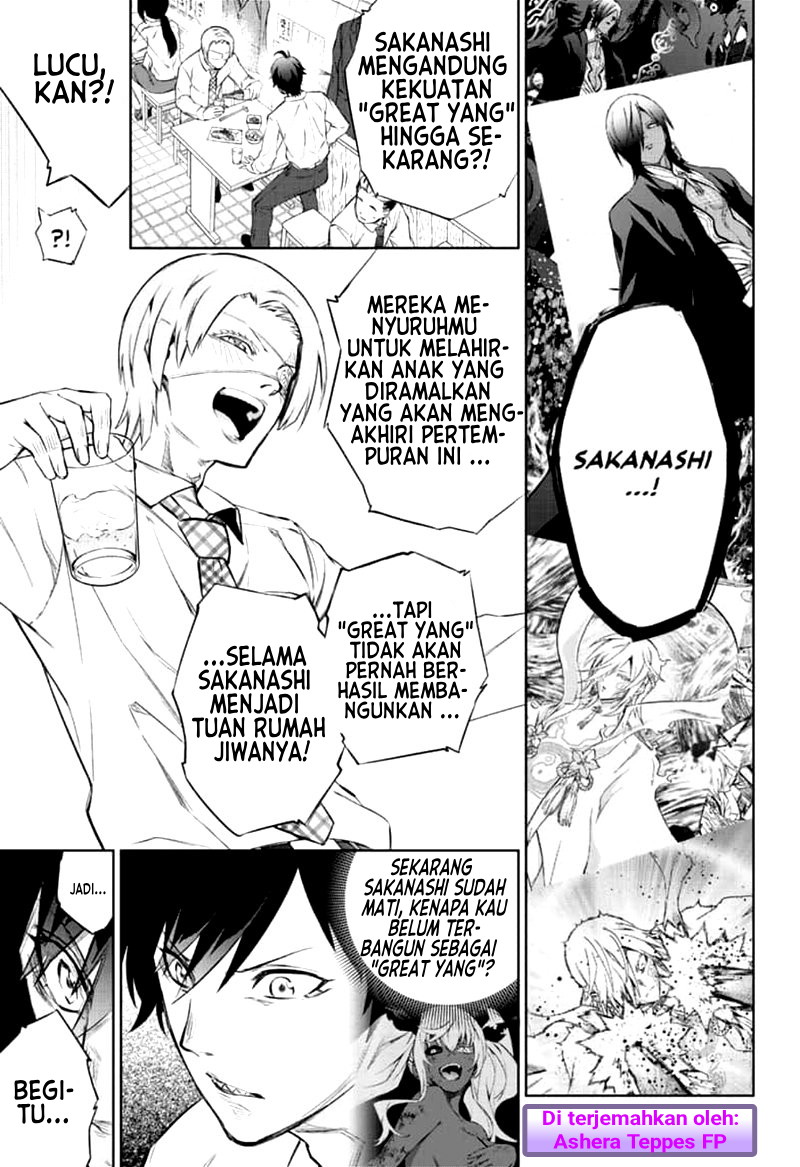 SAKANASHI
...!
SAKANASHI
MENGANDUNG
KEKUATAN
"GREAT YANG"
HINGGA SE-
KARANG?!
LUCU,
KAN?!
?!
MEREKA ME-
NYURUHMU
UNTUK MELAHIR-
KAN ANAK YANG
DIRAMALKAN
YANG AKAN MENG-
AKHIRI PERTEM-
PURAN INI ...
...TAPI
"GREAT YANG"
TIDAK AKAN
PERNAH BER-
HASIL MEMBA-
NGUNKAN ...
...SELAMA
SAKANASHI
MENJADI
TUAN RUMAH
JIWANYA!
SEKARANG
SAKANASHI SUDAH
MATI, KENAPA KAU
BELUM TER-
BANGUN SEBAGAI
"GREAT YANG"?
JADI...
BEGI-
TU...
Di terjemahkan oleh:
Ashera Teppes FP